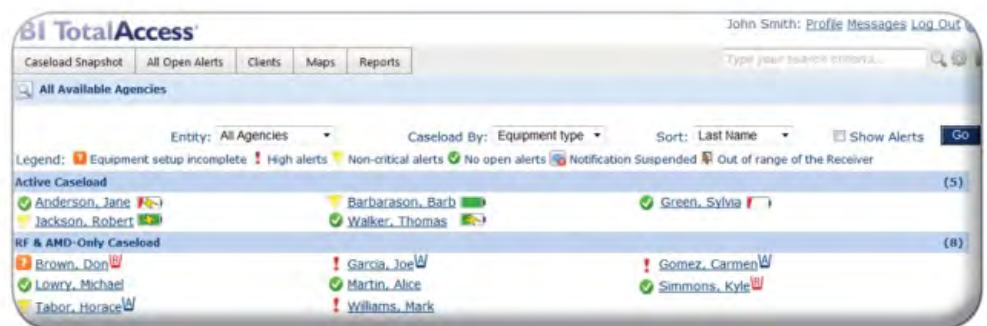 BI TotalAccess®
John Smith: Profile Messages Log Out
Caseload Snapshot All Open Alerts Clients Maps Reports
Type your search criteria...
All Available Agencies
Entity: All Agencies Caseload By: Equipment type Sort: Last Name Show Alerts Go
Legend: ? Equipment setup incomplete ! High alerts Non-critical alerts No open alerts Notification Suspended Out of range of the Receiver
Active Caseload (5)
Anderson, Jane Barbarason, Barb Green, Sylvia
Jackson, Robert Walker, Thomas
RF & AMD-Only Caseload (8)
? Brown, Don ! Garcia, Joe ! Gomez, Carmen
Lowry, Michael Martin, Alice Simmons, Kyle
Tabor, Horace ! Williams, Mark